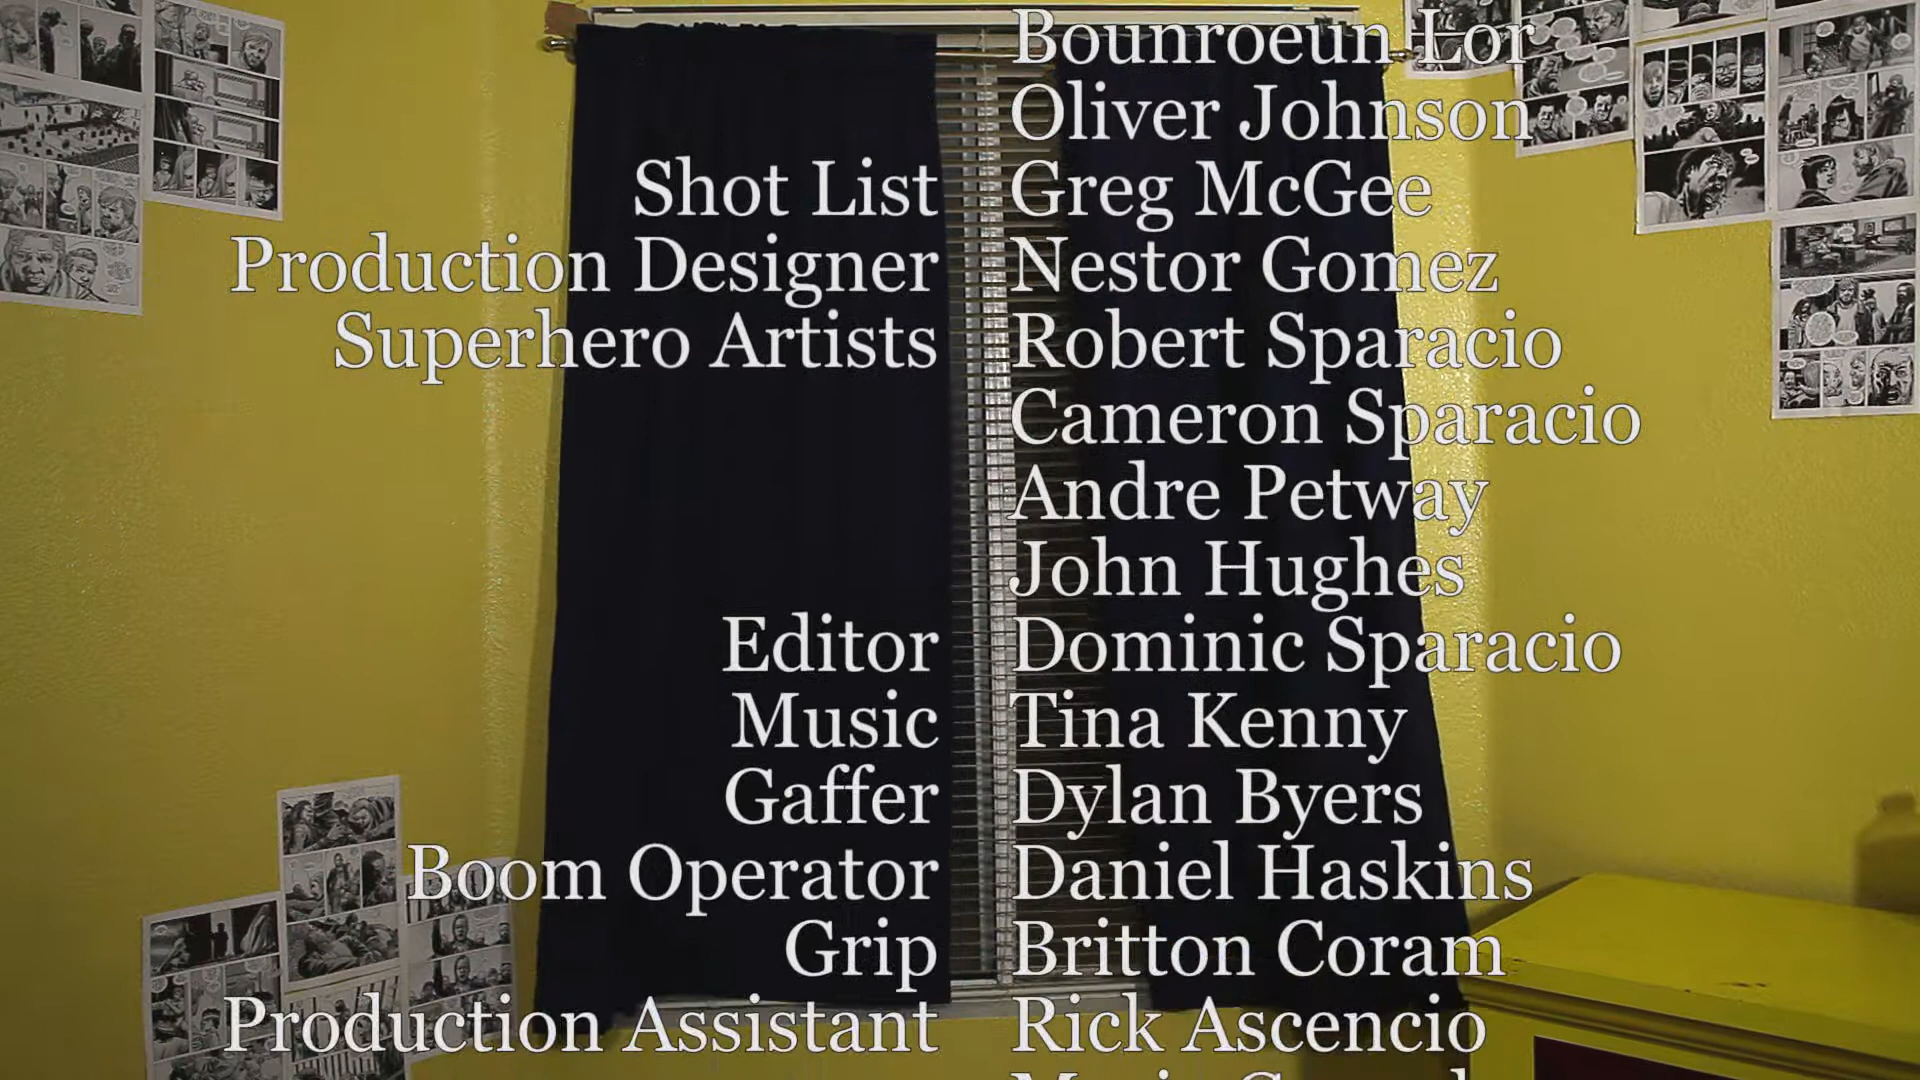 Bounroeun Lor
Oliver Johnson
Shot List Greg McGee
Production Designer Nestor Gomez
Superhero Artists Robert Sparacio
Cameron Sparacio
Andre Petway
John Hughes
Editor Dominic Sparacio
Music Tina Kenny
Gaffer Dylan Byers
Boom Operator Daniel Haskins
Grip Britton Coram
Production Assistant Rick Ascencio